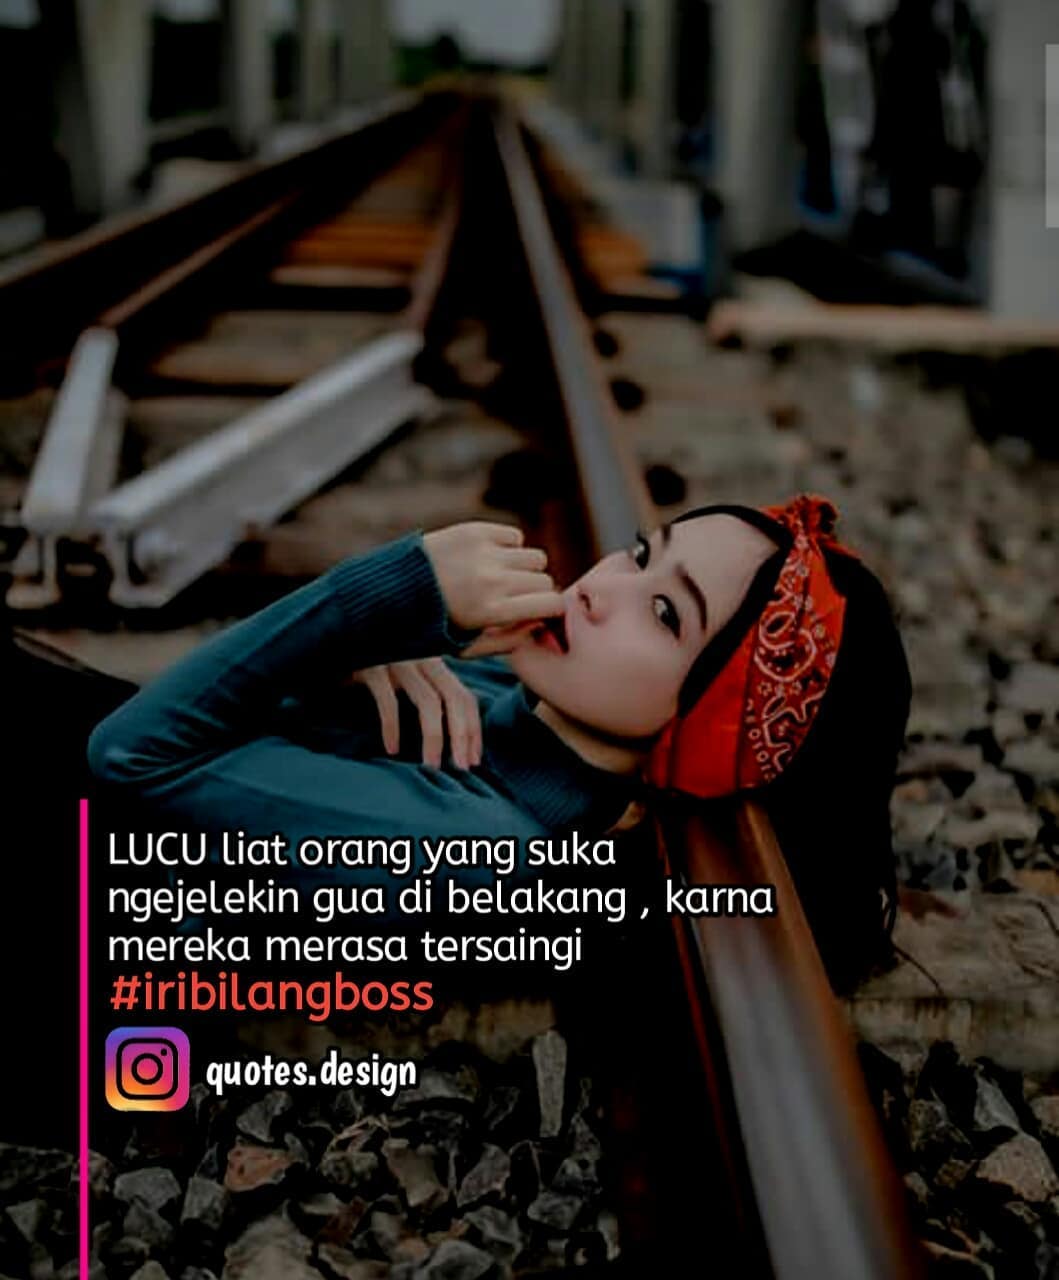 LUCU liat orang yang suka
ngejelekin gua di belakang , karna
mereka merasa tersaingi
#iribilangboss
quotes.design